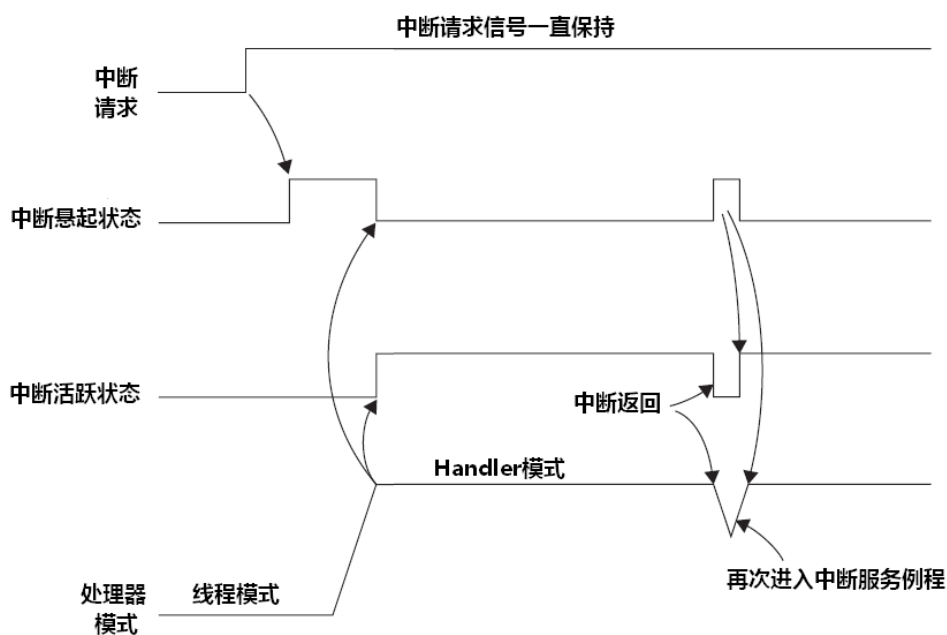 中断请求信号一直保持
中断
请求
中断悬起状态
中断活跃状态
中断返回
Handler模式
线程模式
处理器
模式
再次进入中断服务例程